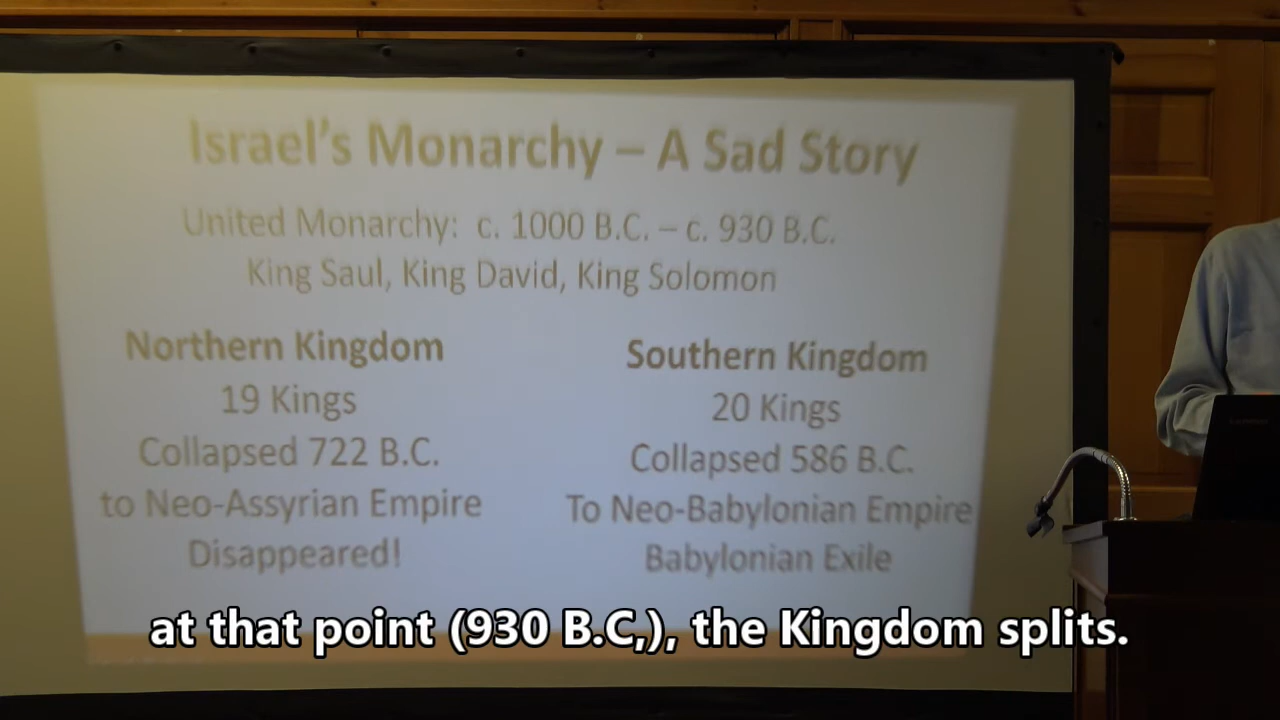 Israel's Monarchy – A Sad Story
United Monarchy: c. 1000 B.C. – c. 930 B.C.
King Saul, King David, King Solomon
Northern Kingdom
19 Kings
Collapsed 722 B.C.
to Neo-Assyrian Empire
Disappeared!
Southern Kingdom
20 Kings
Collapsed 586 B.C.
To Neo-Babylonian Empire
Babylonian Exile
at that point (930 B.C,), the Kingdom splits.